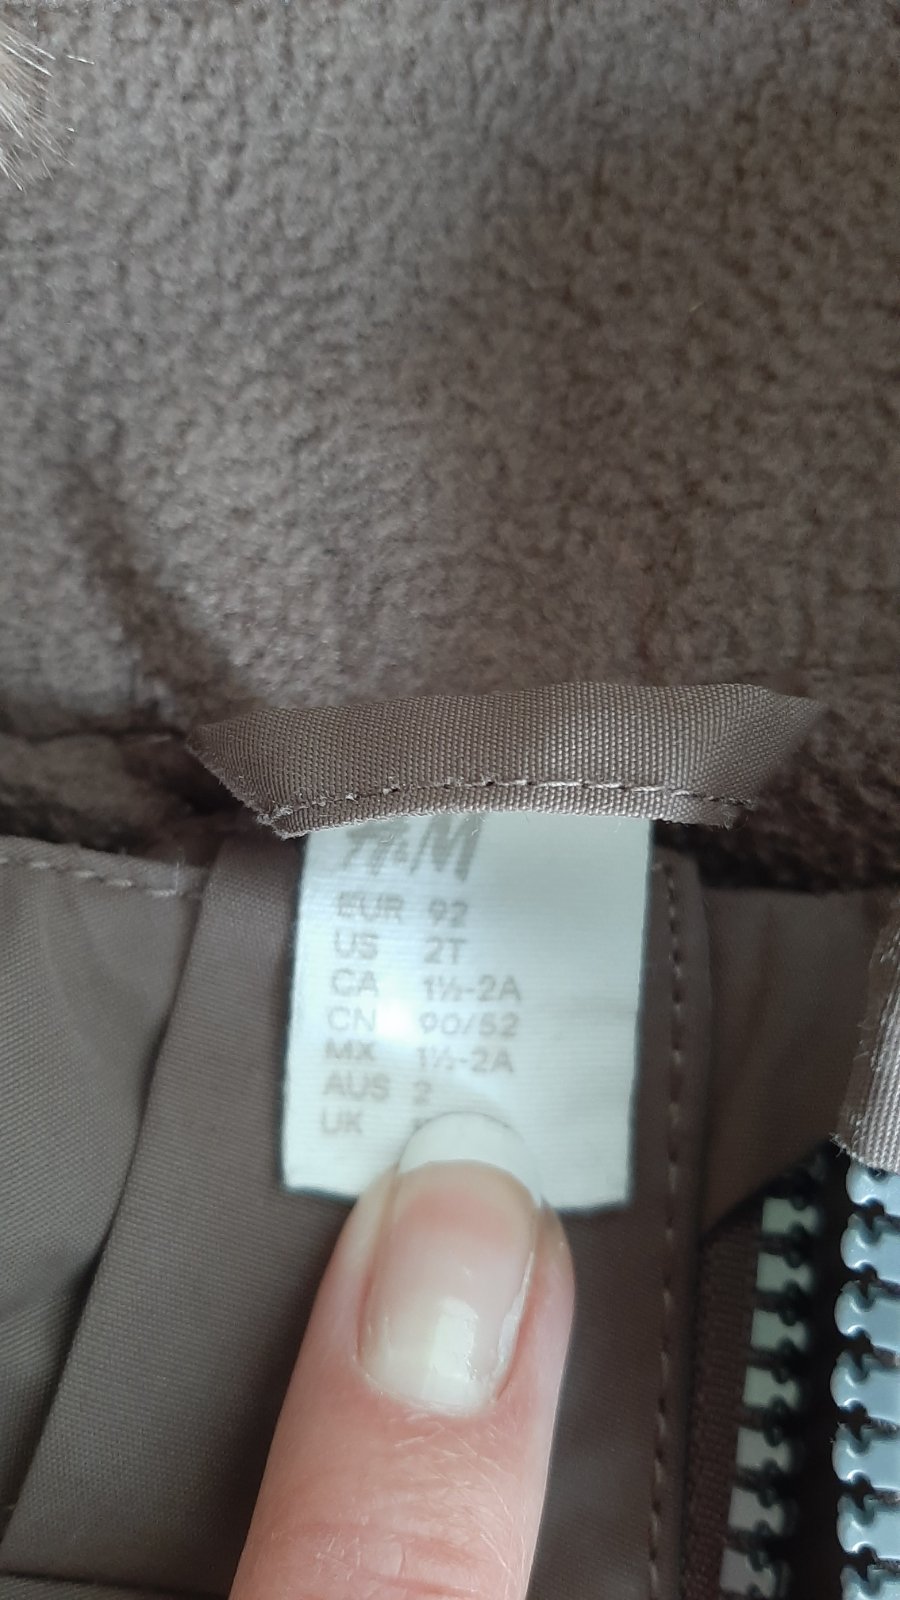 H&M
EUR 92
US 2T
CA 1½-2A
CN 90/52
MX 1½-2A
AUS 2
UK